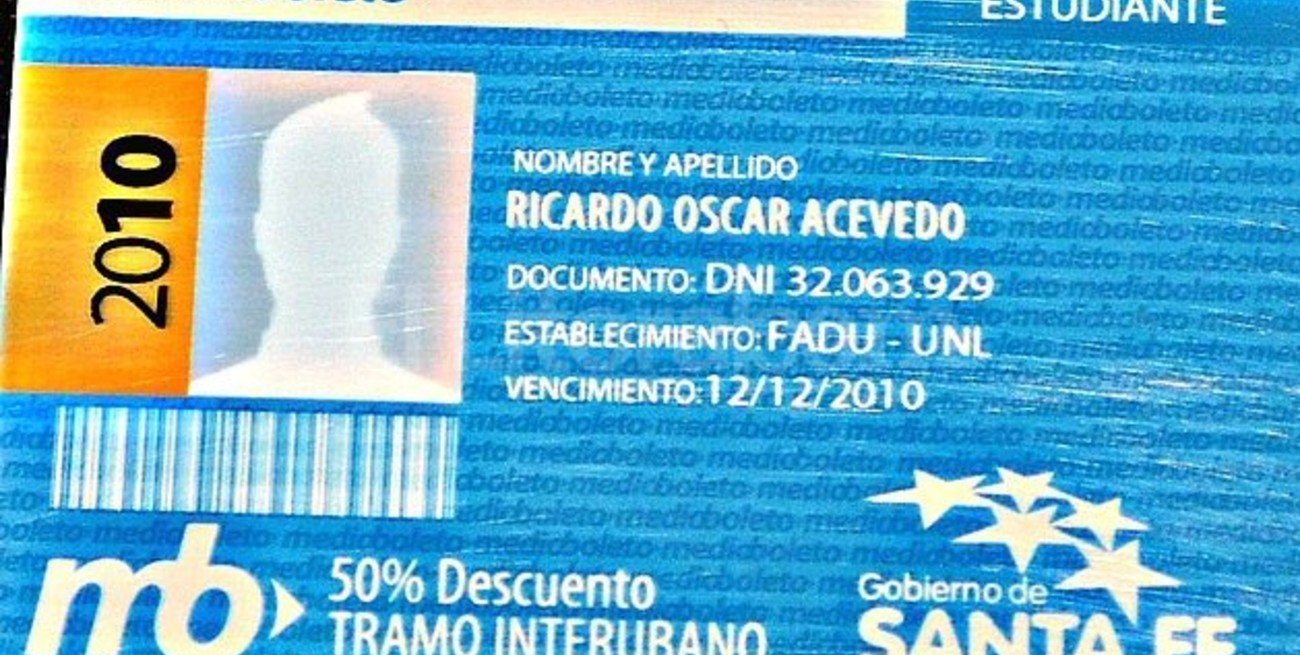 ESTUDIANTE
2010
NOMBRE Y APELLIDO
RICARDO OSCAR ACEVEDO
DOCUMENTO: DNI 32.063.929
ESTABLECIMIENTO: FADU - UNL
VENCIMIENTO: 12/12/2010
mb
50% Descuento
TRAMO INTERURBANO
Gobierno de
SANTA FE